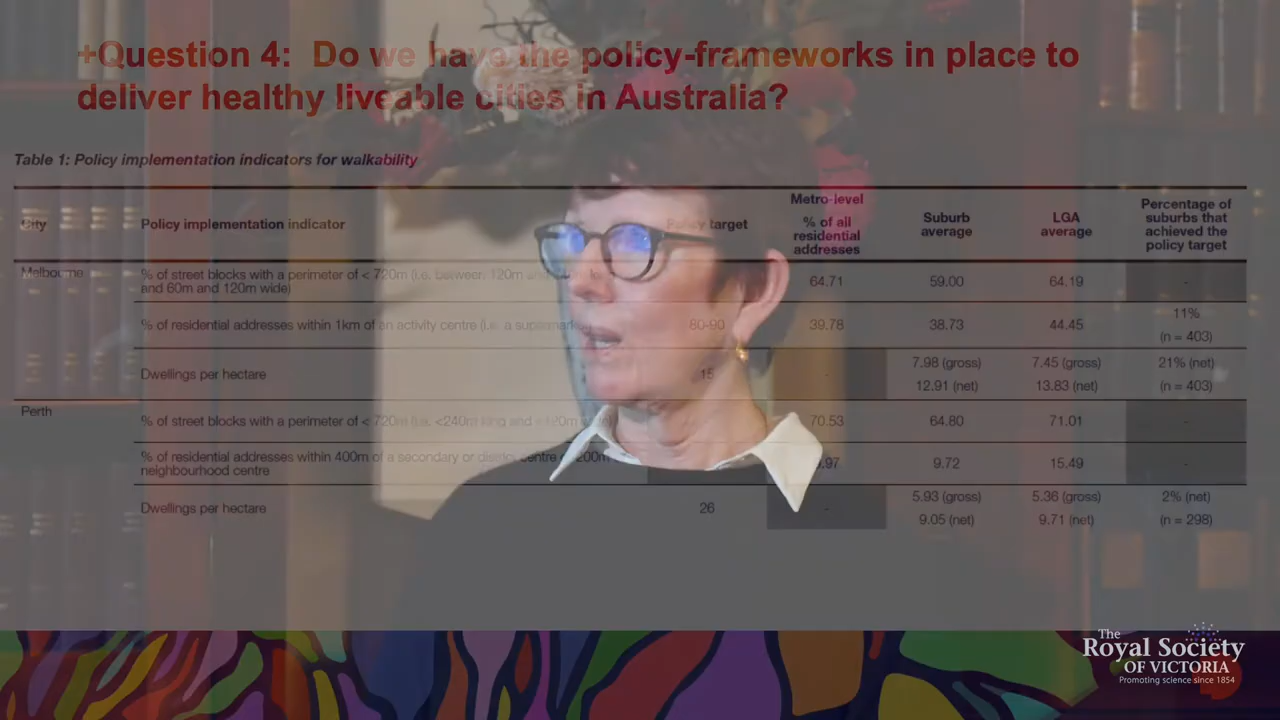 +Question 4: Do we have the policy-frameworks in place to
deliver healthy liveable cities in Australia?
Table 1: Policy implementation indicators for walkability
City
Policy implementation indicator
Policy target
Metro-level
% of all
residential
addresses
Suburb
average
LGA
average
Percentage of
suburbs that
achieved the
policy target
Melbourne
% of street blocks with a perimeter of < 720m (i.e. between, 120m and
and 60m and 120m wide)
64.71
59.00
64.19
-
% of residential addresses within 1km of an activity centre (i.e. a supermarket)
80-90
39.78
38.73
44.45
11%
(n = 403)
Dwellings per hectare
15
-
7.98 (gross)
12.91 (net)
7.45 (gross)
13.83 (net)
21% (net)
(n = 403)
Perth
% of street blocks with a perimeter of < 720m (i.e. <240m long and <120m wide)
70.53
64.80
71.01
-
% of residential addresses within 400m of a secondary or district centre or 200m
neighbourhood centre
9.72
15.49
-
Dwellings per hectare
26
-
5.93 (gross)
9.05 (net)
5.36 (gross)
9.71 (net)
2% (net)
(n = 298)
The
Royal Society
OF VICTORIA
Promoting science since 1854